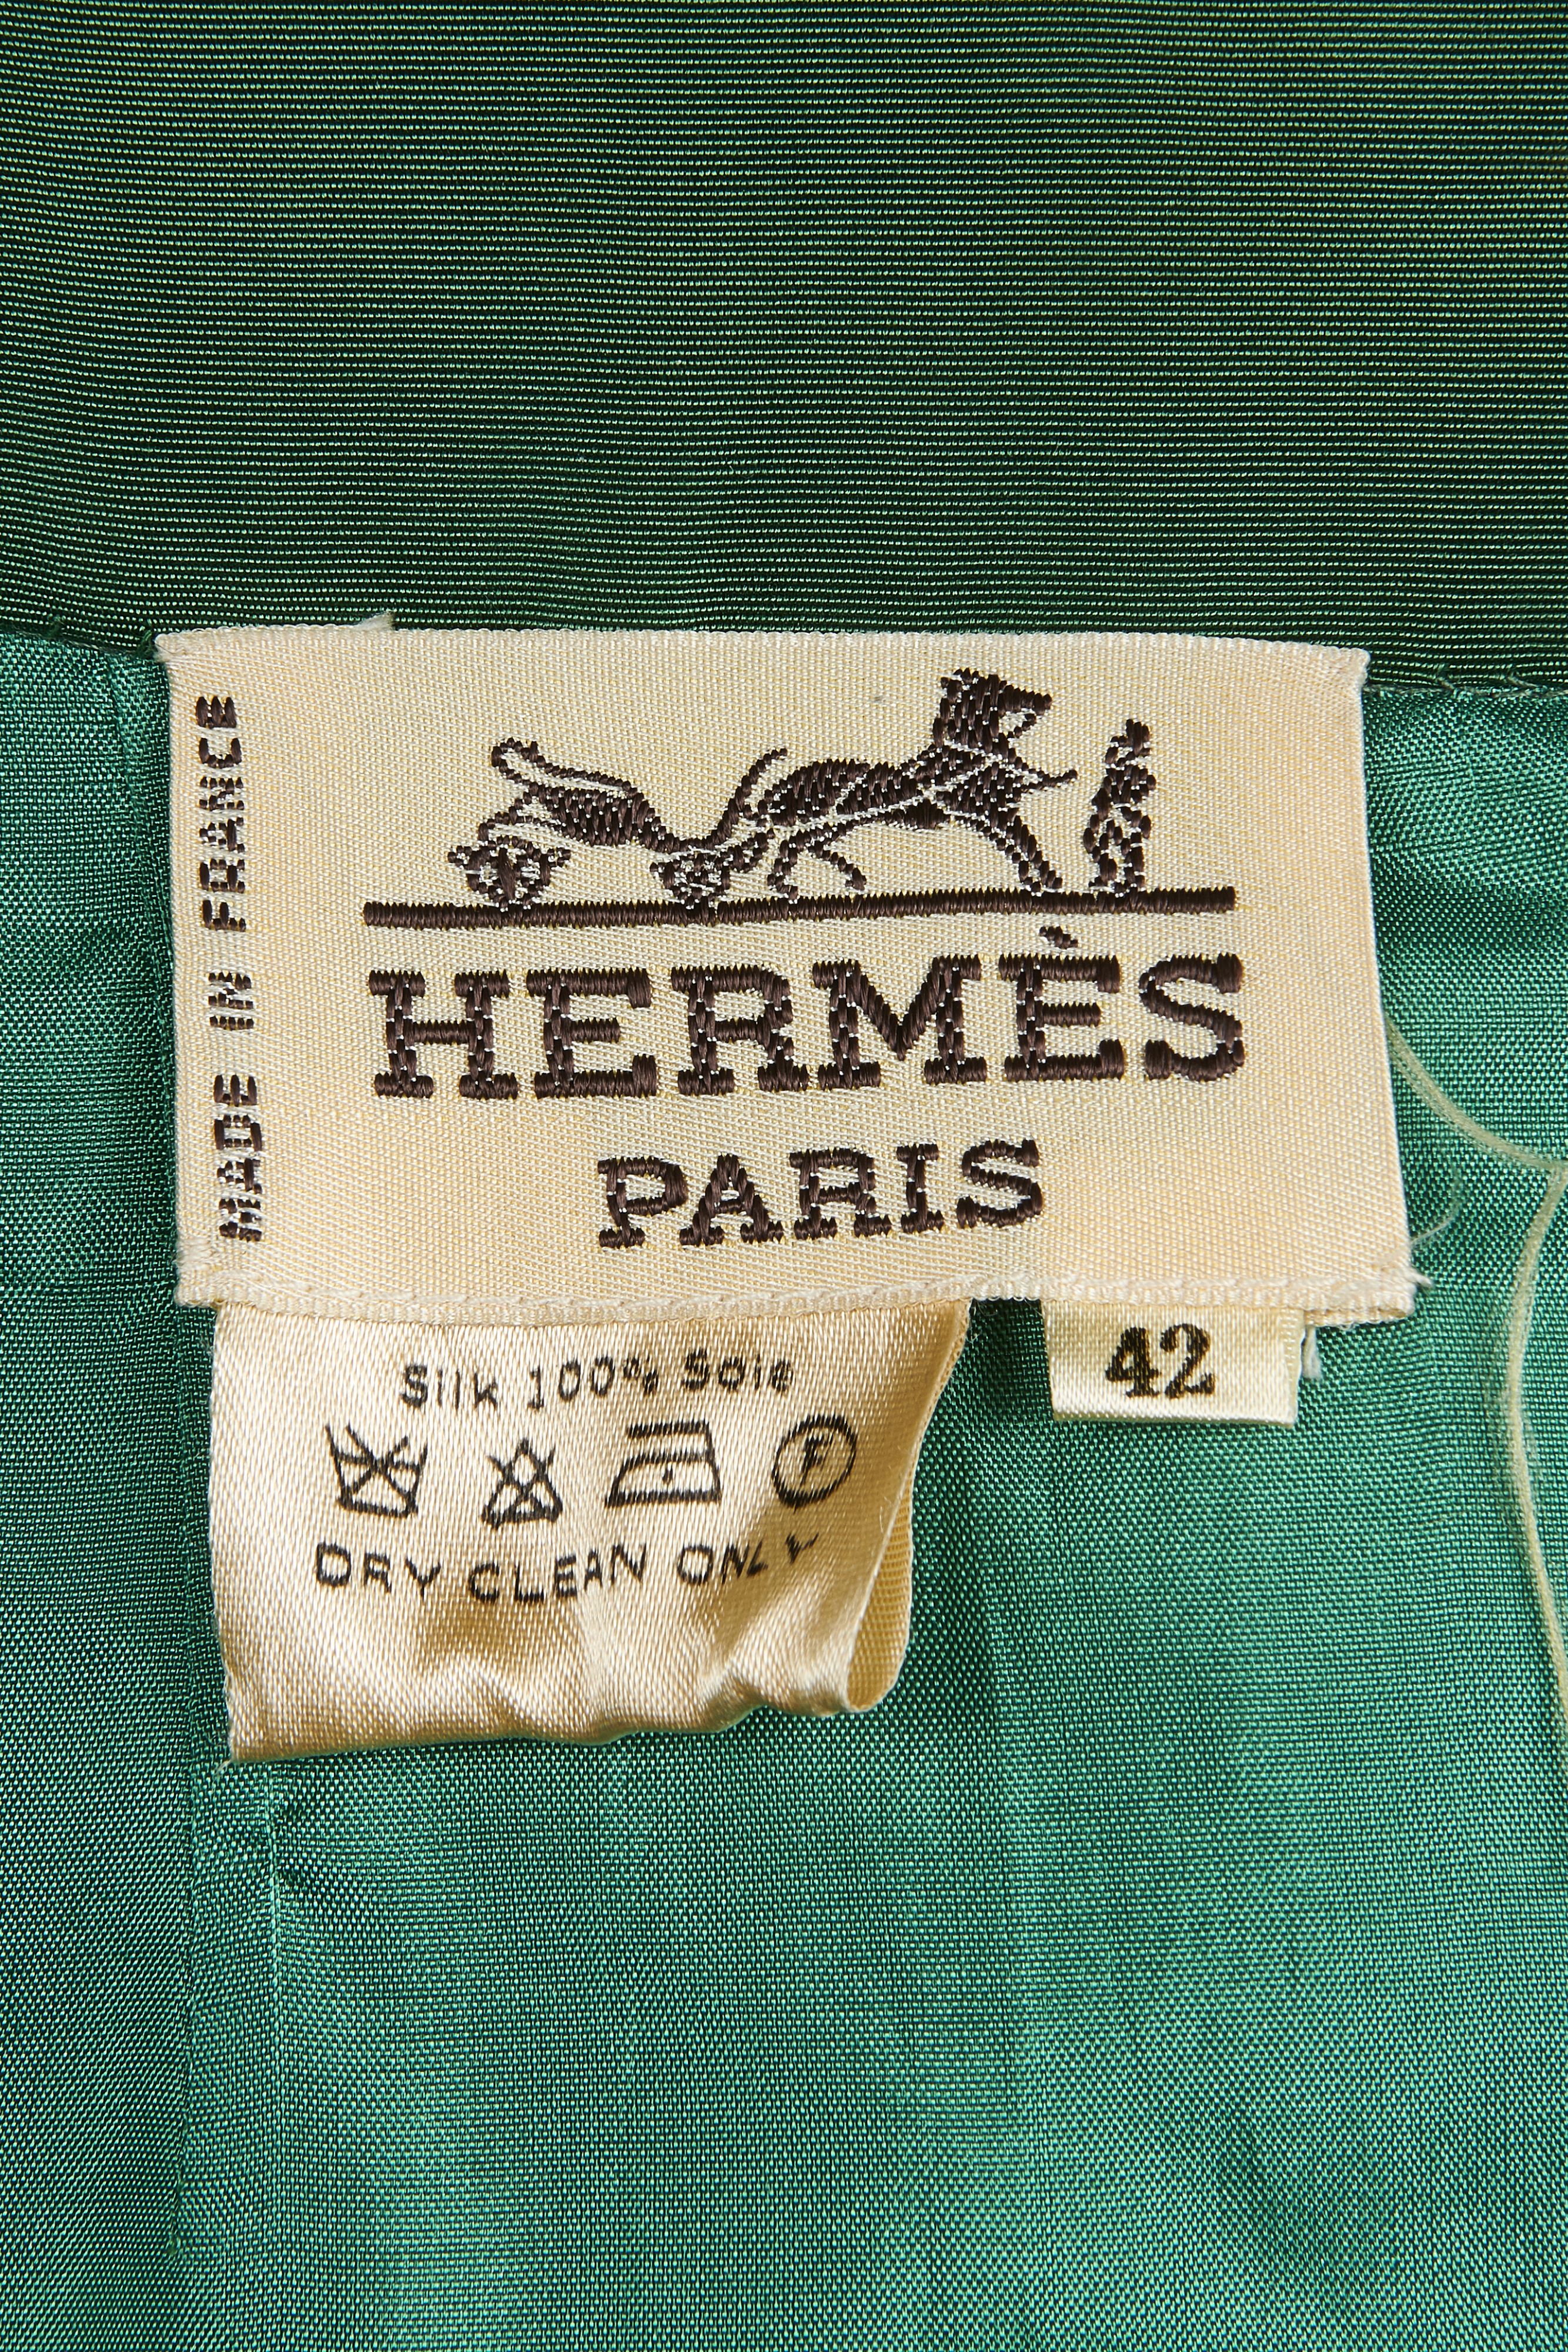 MADE IN FRANCE
HERMÈS
PARIS
42
Silk 100% Soie
F
DRY CLEAN ONLY